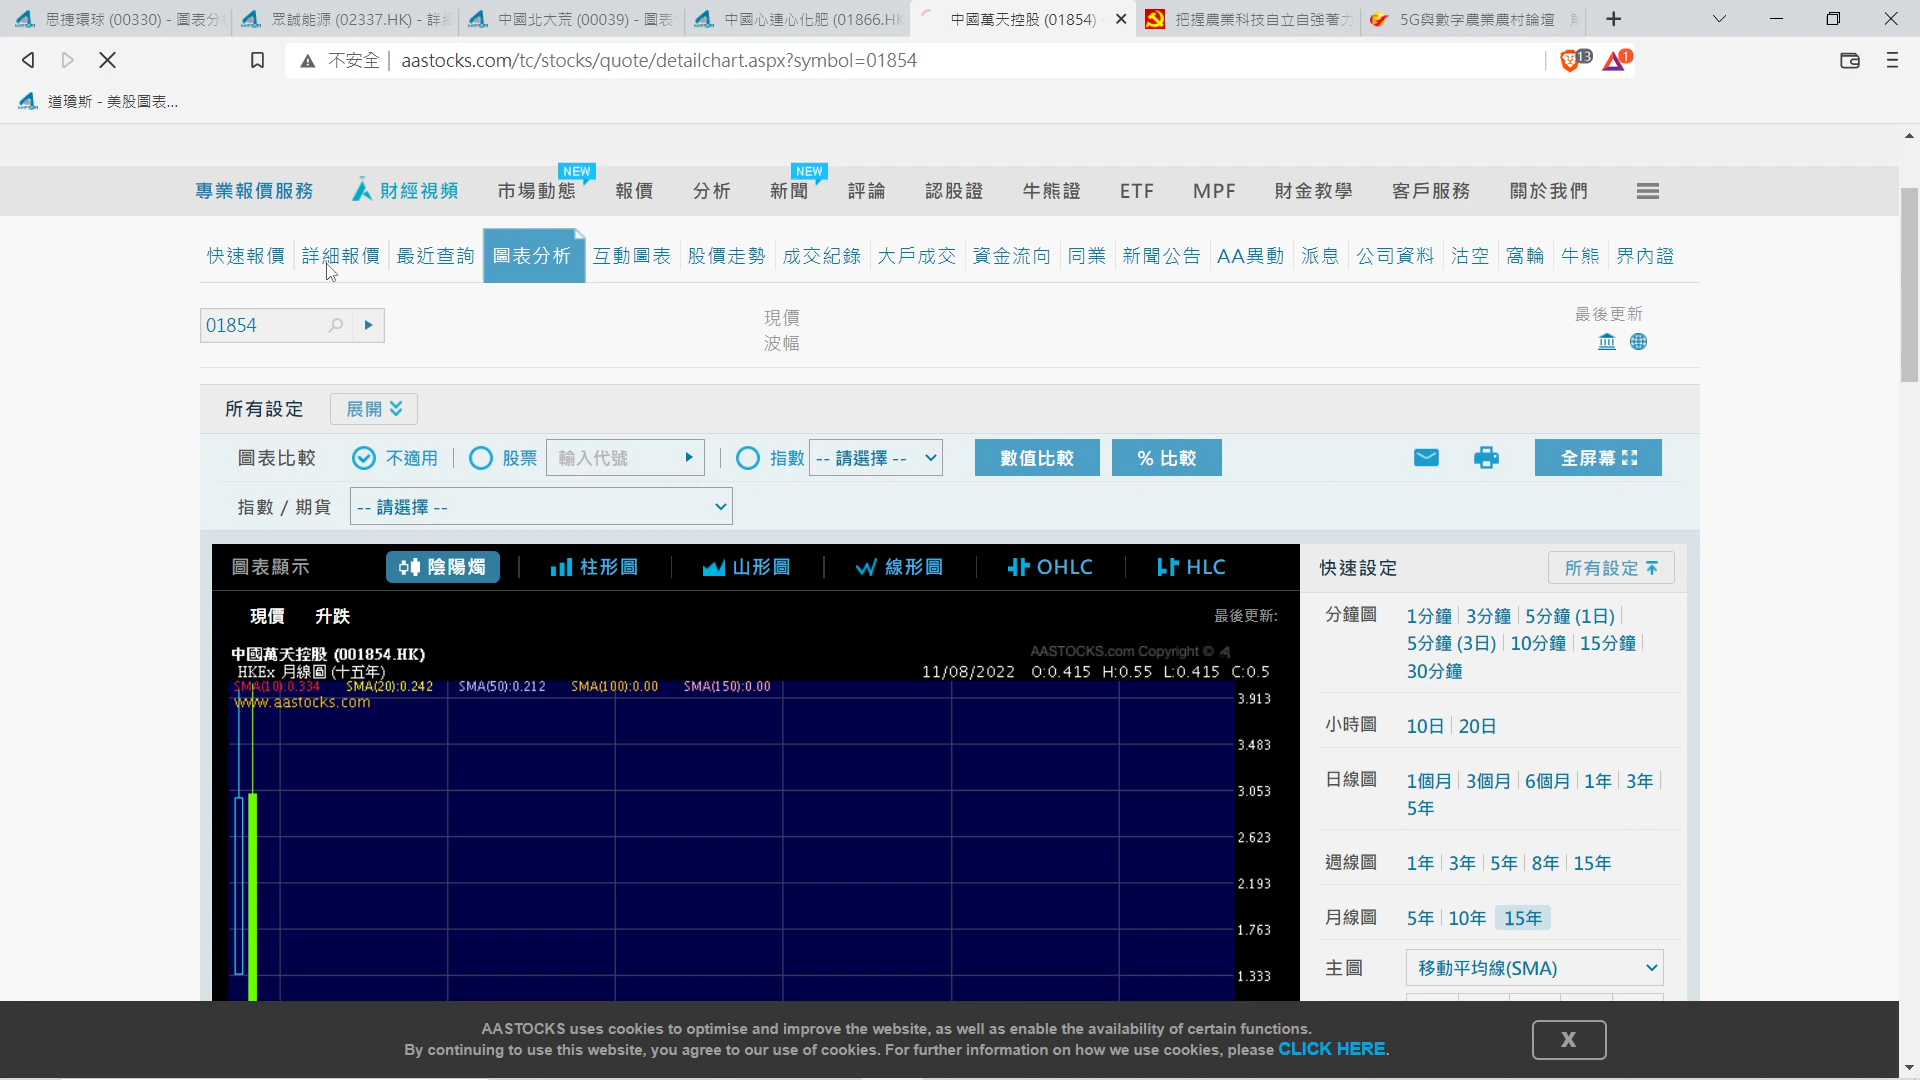 思捷環球 (00330) - 圖表分
眾誠能源 (02337.HK) - 詳細
中國北大荒 (00039) - 圖表
中國心連心化肥 (01866.HK
中國萬天控股 (01854) -
把握農業科技自立自強著力
5G與數字農業農村論壇
不安全 aastocks.com/tc/stocks/quote/detailchart.aspx?symbol=01854
13
1
道瓊斯 - 美股圖表...
NEW NEW
專業報價服務 財經視頻 市場動態 報價 分析 新聞 評論 認股證 牛熊證 ETF MPF 財金教學 客戶服務 關於我們
快速報價 詳細報價 最近查詢 圖表分析 互動圖表 股價走勢 成交紀錄 大戶成交 資金流向 同業 新聞公告 AA異動 派息 公司資料 沽空 窩輪 牛熊 界內證
01854
現價
波幅
最後更新
所有設定 展開
圖表比較 不適用 股票 輸入代號 指數 -- 請選擇 -- 數值比較 % 比較 全屏幕
指數 / 期貨 -- 請選擇 --
圖表顯示 陰陽燭 柱形圖 山形圖 線形圖 OHLC HLC
現價 升跌 最後更新:
中國萬天控股 (001854.HK) AASTOCKS.com Copyright ©
HKEx 月線圖 (十五年) 11/08/2022 O:0.415 H:0.55 L:0.415 C:0.5
SMA(10):0.334 SMA(20):0.242 SMA(50):0.212 SMA(100):0.00 SMA(150):0.00
www.aastocks.com
3.913
3.483
3.053
2.623
2.193
1.763
1.333
快速設定 所有設定
分鐘圖 1分鐘 3分鐘 5分鐘 (1日)
5分鐘 (3日) 10分鐘 15分鐘
30分鐘
小時圖 10日 20日
日線圖 1個月 3個月 6個月 1年 3年
5年
週線圖 1年 3年 5年 8年 15年
月線圖 5年 10年 15年
主圖 移動平均線(SMA)
AASTOCKS uses cookies to optimise and improve the website, as well as enable the availability of certain functions.
By continuing to use this website, you agree to our use of cookies. For further information on how we use cookies, please CLICK HERE.
X